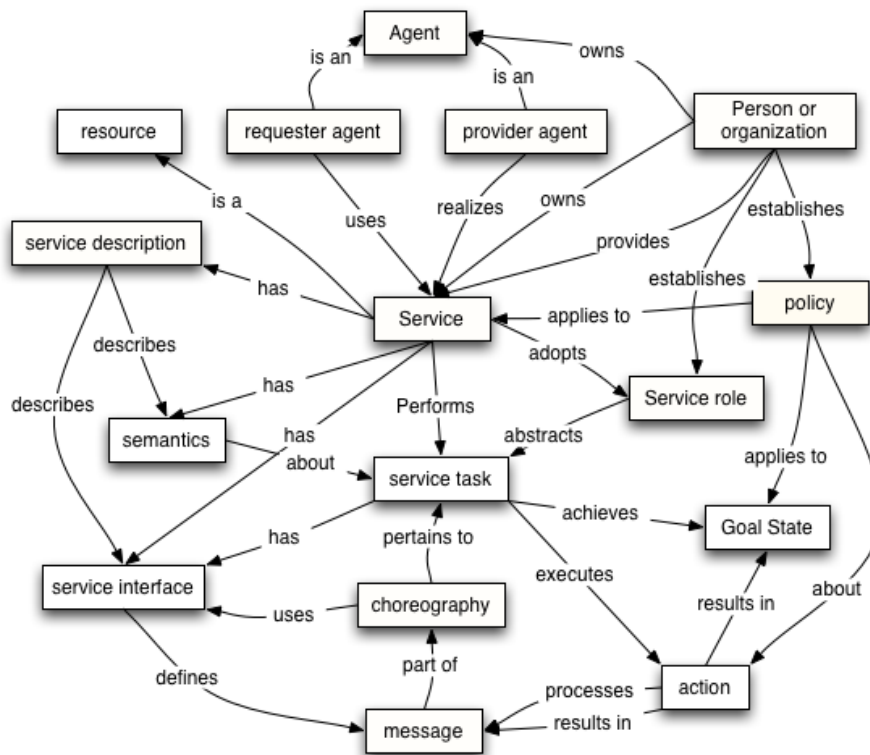 Agent
is an
owns
is an
resource
requester agent
provider agent
Person or
organization
is a
uses
realizes
owns
establishes
service description
provides
has
establishes
Service
applies to
policy
describes
adopts
has
Performs
Service role
describes
semantics
has
abstracts
about
applies to
service task
achieves
Goal State
has
pertains to
executes
service interface
choreography
results in
about
uses
part of
defines
processes
action
message
results in